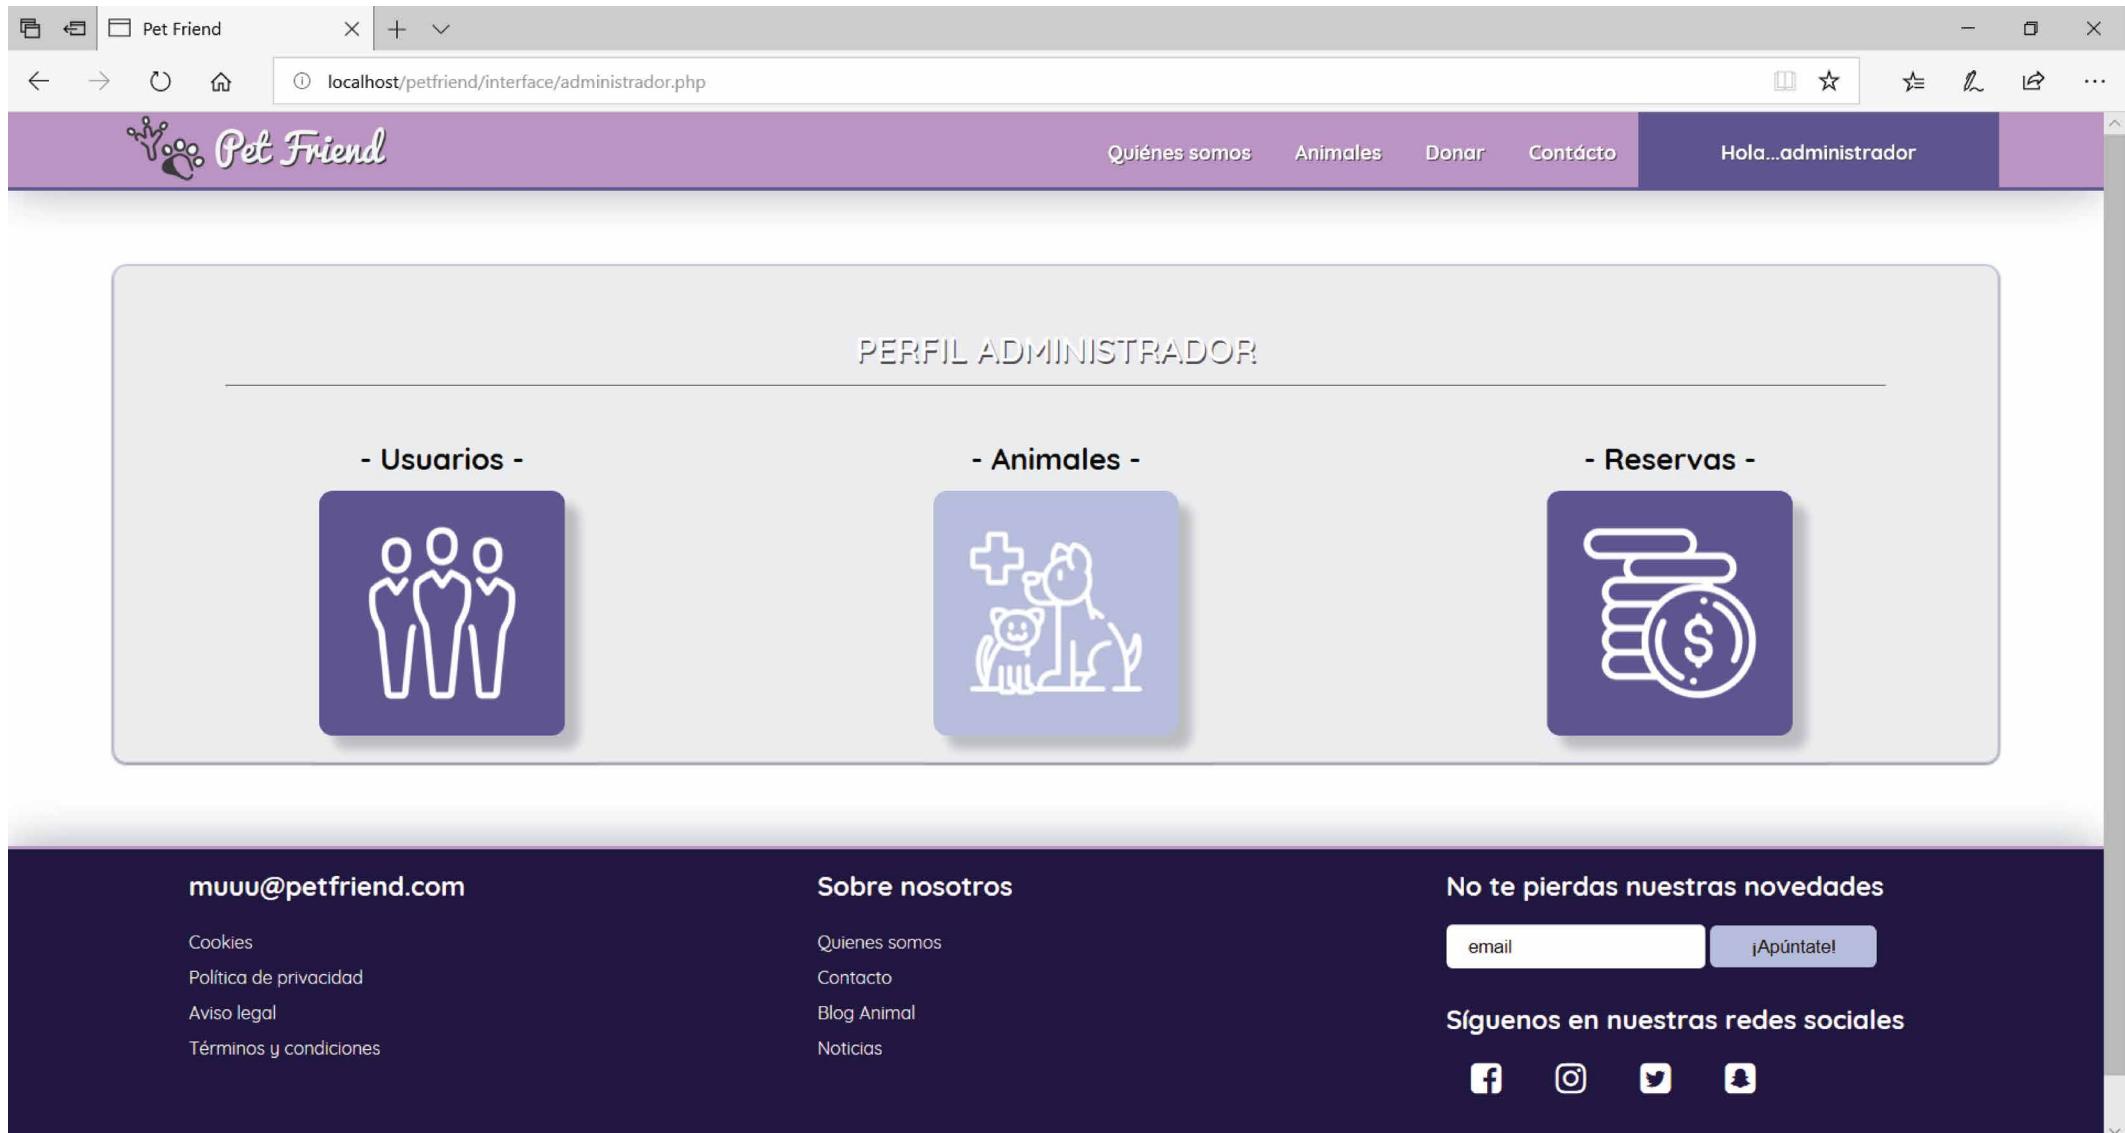 Pet Friend
localhost/petfriend/interface/administrador.php
Pet Friend
Quiénes somos Animales Donar Contácto Hola...administrador
PERFIL ADMINISTRADOR
- Usuarios - - Animales - - Reservas -
$
muuu@petfriend.com
Cookies
Política de privacidad
Aviso legal
Términos y condiciones
Sobre nosotros
Quienes somos
Contacto
Blog Animal
Noticias
No te pierdas nuestras novedades
email ¡Apúntate!
Síguenos en nuestras redes sociales